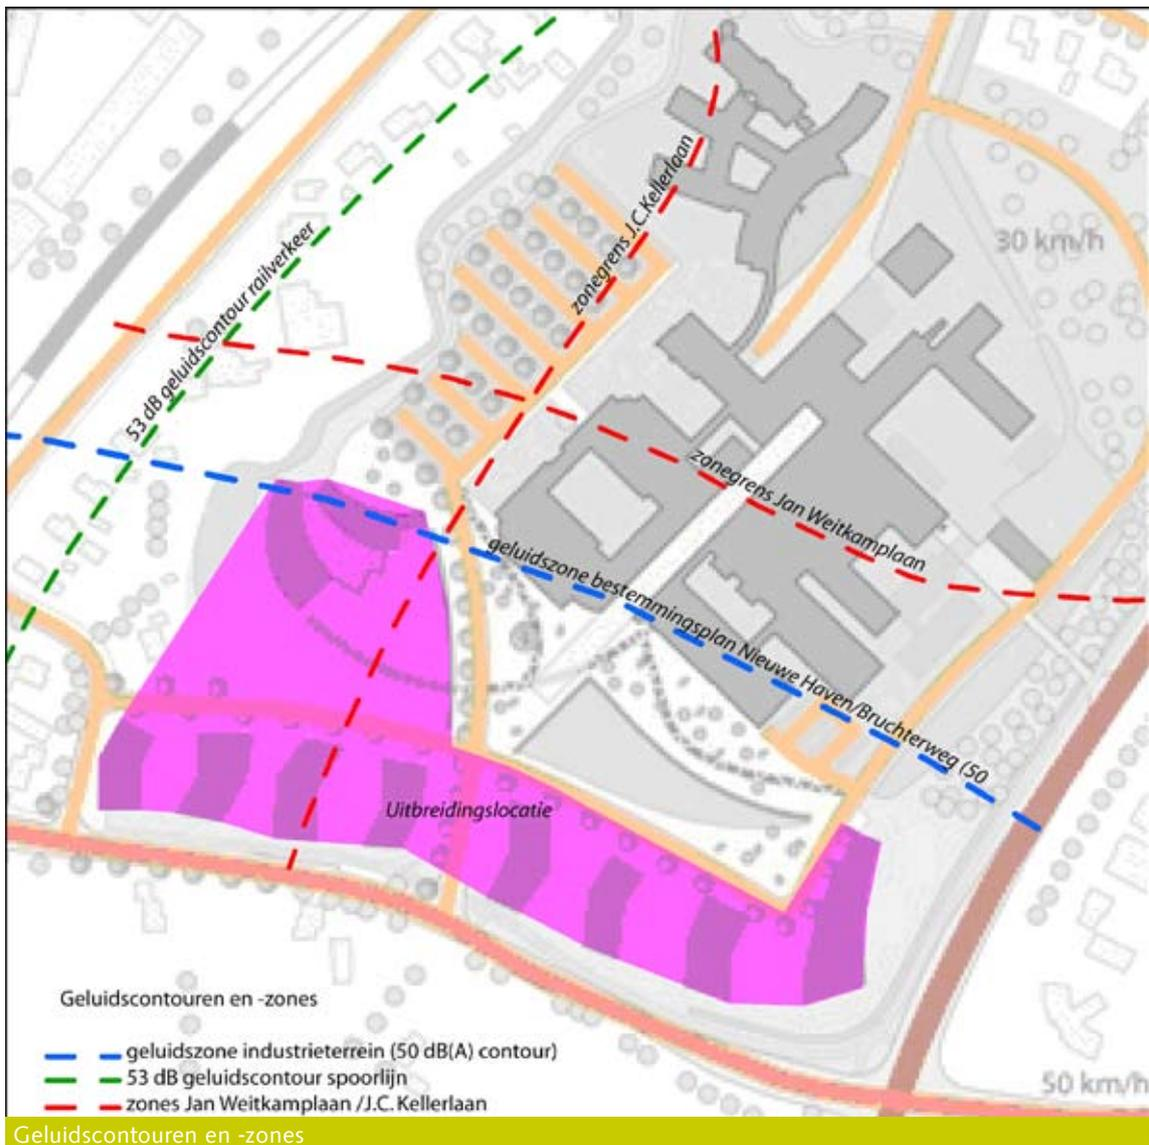 zonegrens J.C.Kellerlaan
30 km/h
53 dB geluidscontour railverkeer
zonegrens Jan Weitkamplaan
geluidszone bestemmingsplan Nieuwe Haven/Bruchterweg (50
Uitbreidingslocatie
Geluidscontouren en -zones
geluidszone industrieterrein (50 dB(A) contour)
53 dB geluidscontour spoorlijn
zones Jan Weitkamplaan /J.C. Kellerlaan
50 km/h
Geluidscontouren en -zones